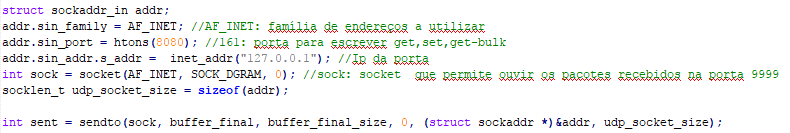 struct sockaddr_in addr;
addr.sin_family = AF_INET; //AF_INET: família de endereços a utilizar
addr.sin_port = htons(8080); //161: porta para escrever get,set,get-bulk
addr.sin_addr.s_addr =  inet_addr("127.0.0.1"); //Ip da porta
int sock = socket(AF_INET, SOCK_DGRAM, 0); //sock: socket  que permite ouvir os pacotes recebidos na porta 9999
socklen_t udp_socket_size = sizeof(addr);
int sent = sendto(sock, buffer_final, buffer_final_size, 0, (struct sockaddr *)&addr, udp_socket_size);